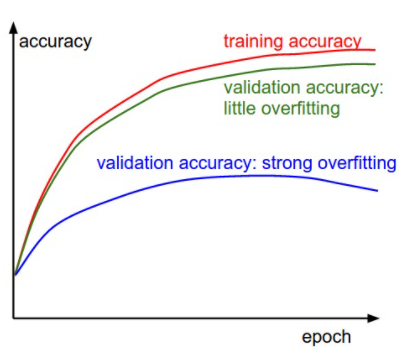 accuracy
training accuracy
validation accuracy:
little overfitting
validation accuracy: strong overfitting
epoch